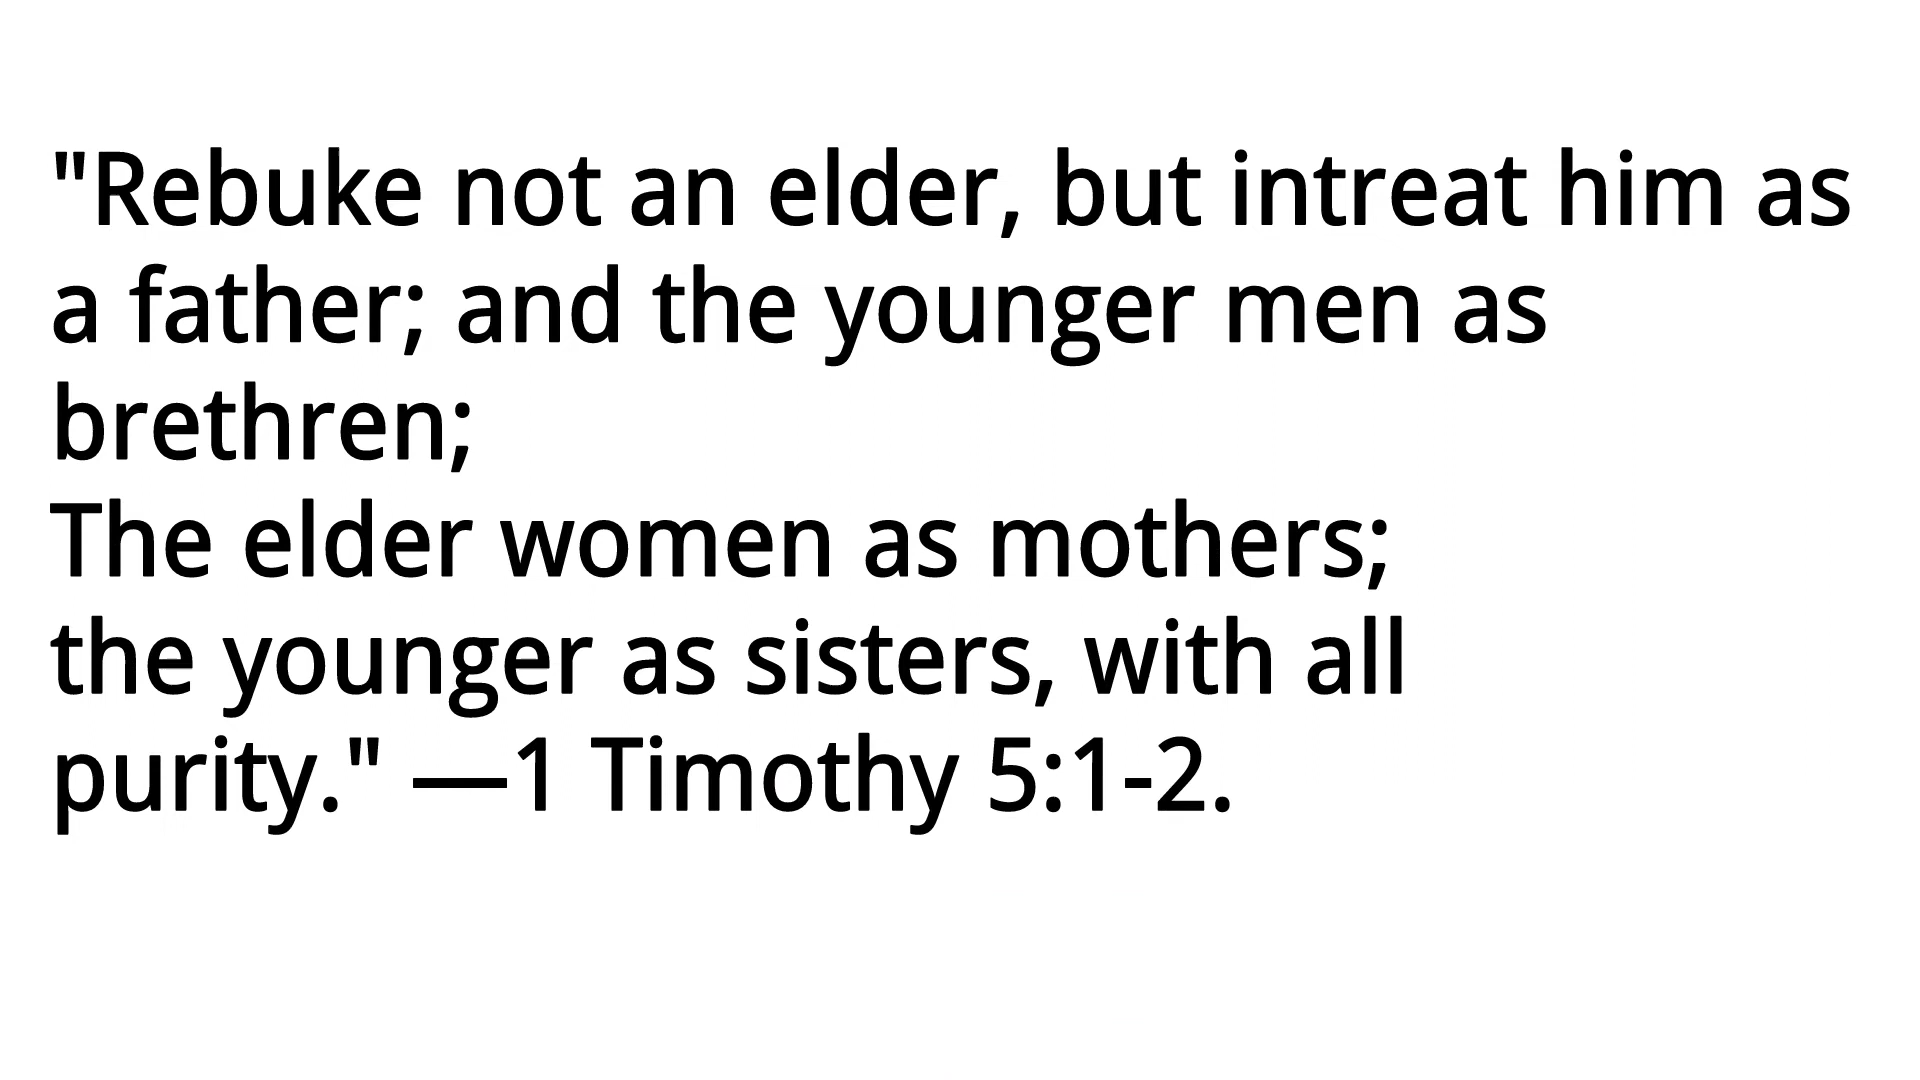 "Rebuke not an elder, but intreat him as
a father; and the younger men as
brethren;
The elder women as mothers;
the younger as sisters, with all
purity." —1 Timothy 5:1-2.